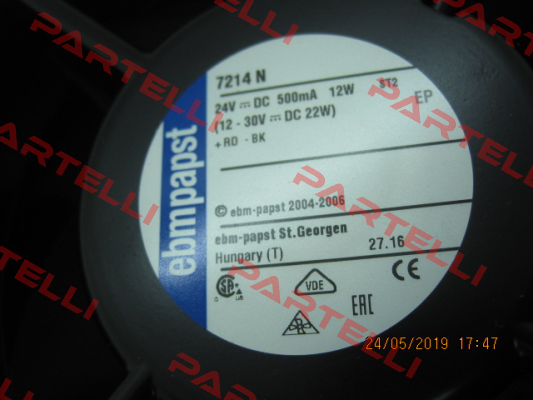 ebmpapst
7214 N
24V ⎓ DC 500mA 12W ST2
(12 - 30V ⎓ DC 22W) EP
+ RD - BK
© ebm-papst 2004-2006
ebm-papst St.Georgen
Hungary (T) 27.16
VDE
CE
EAC
24/05/2019 17:47
PARTELLI
PARTELLI
PARTELLI
PARTELLI
PARTELLI
PARTELLI